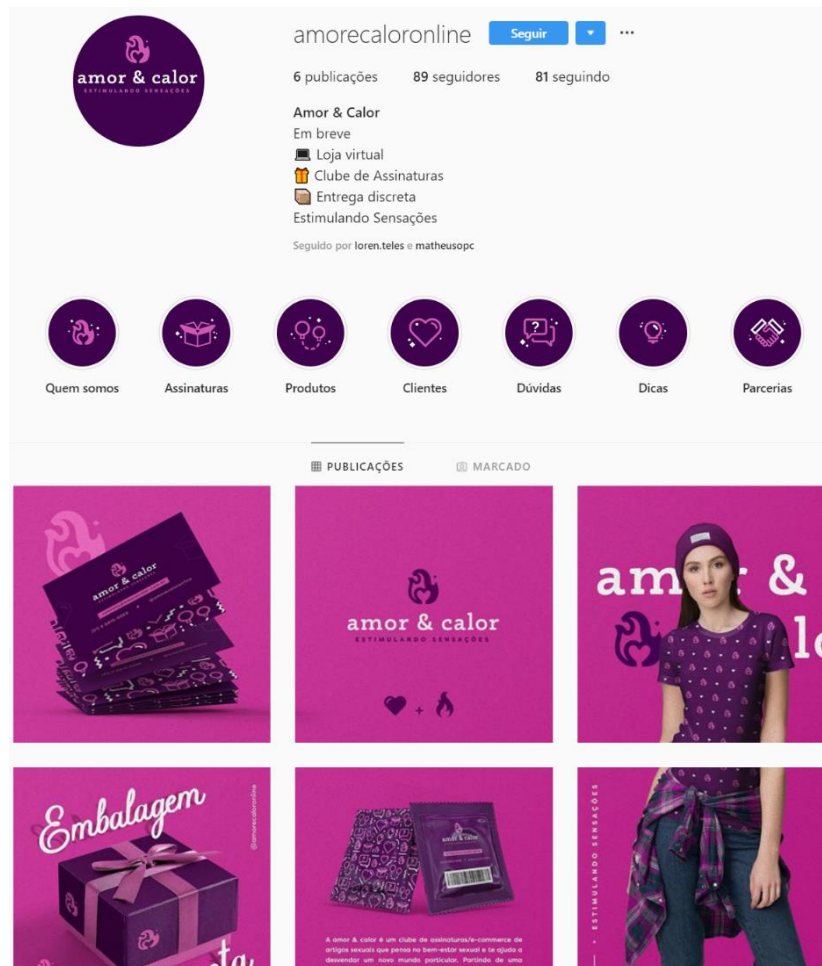 amor & calor
ESTIMULANDO SENSAÇÕES
amorecaloronline
Seguir
6 publicações 89 seguidores 81 seguindo
Amor & Calor
Em breve
Loja virtual
Clube de Assinaturas
Entrega discreta
Estimulando Sensações
Seguido por loren.teles e matheusopc
?
Quem somos Assinaturas Produtos Clientes Dúvidas Dicas Parcerias
PUBLICAÇÕES MARCADO
amor & calor
amor & calor
ESTIMULANDO SENSAÇÕES
+
am r &
lo
Embalagem
@amorecaloronline
amor & calor
A amor & calor é um clube de assinaturas/e-commerce de
artigos sexuais que pensa no bem-estar sexual e te ajuda a
desvendar um novo mundo particular. Partindo de uma
ESTIMULANDO SENSAÇÕES